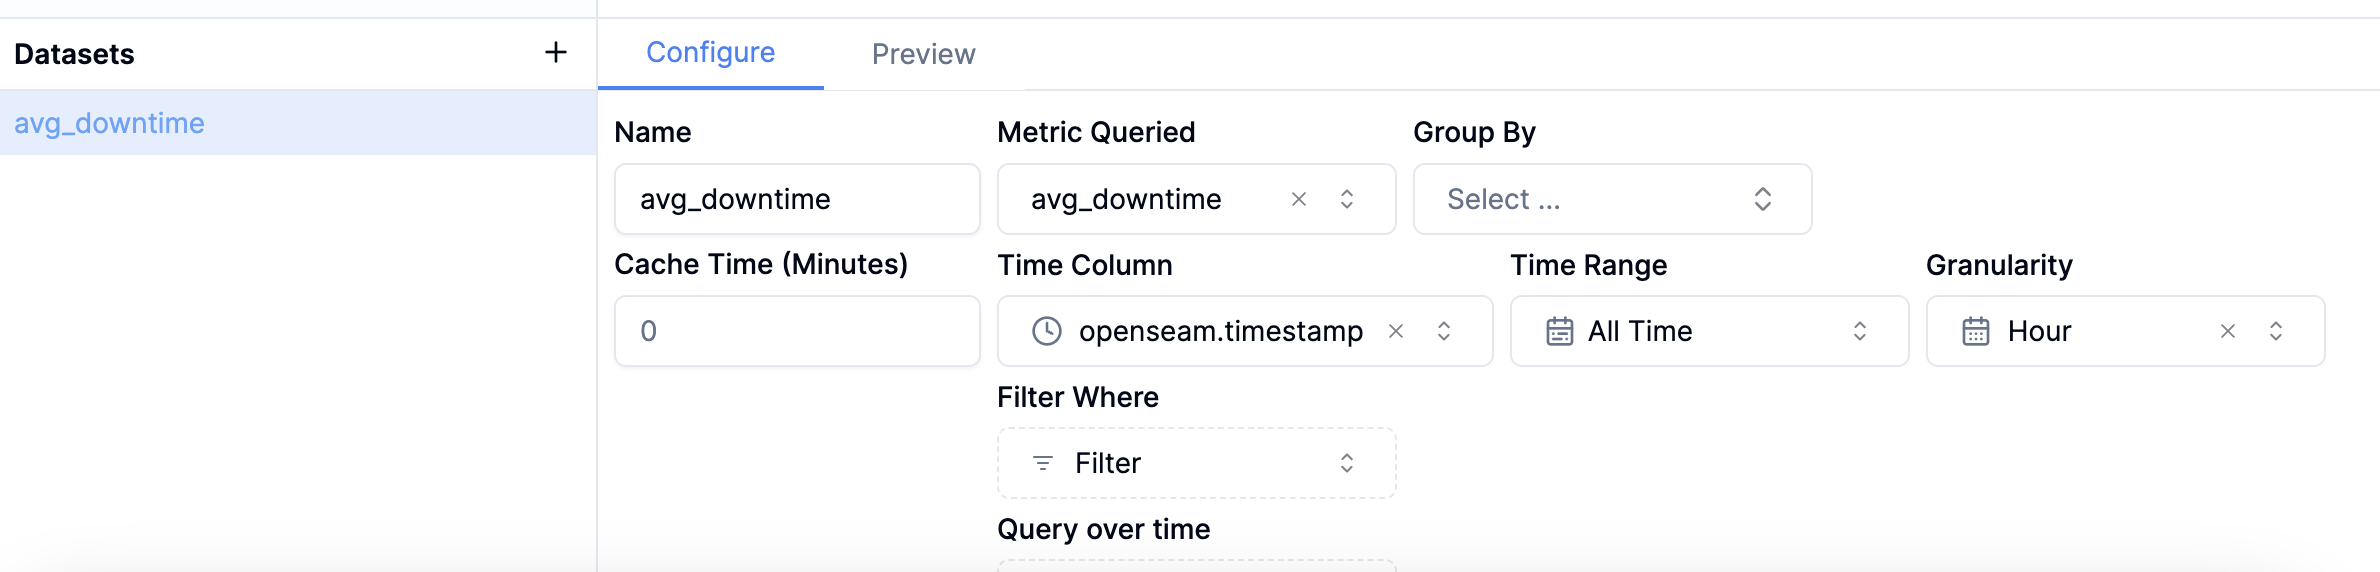 Datasets
avg_downtime
Configure Preview
Name Metric Queried Group By
avg_downtime avg_downtime Select ...
Cache Time (Minutes) Time Column Time Range Granularity
0 openseam.timestamp All Time Hour
Filter Where
Filter
Query over time